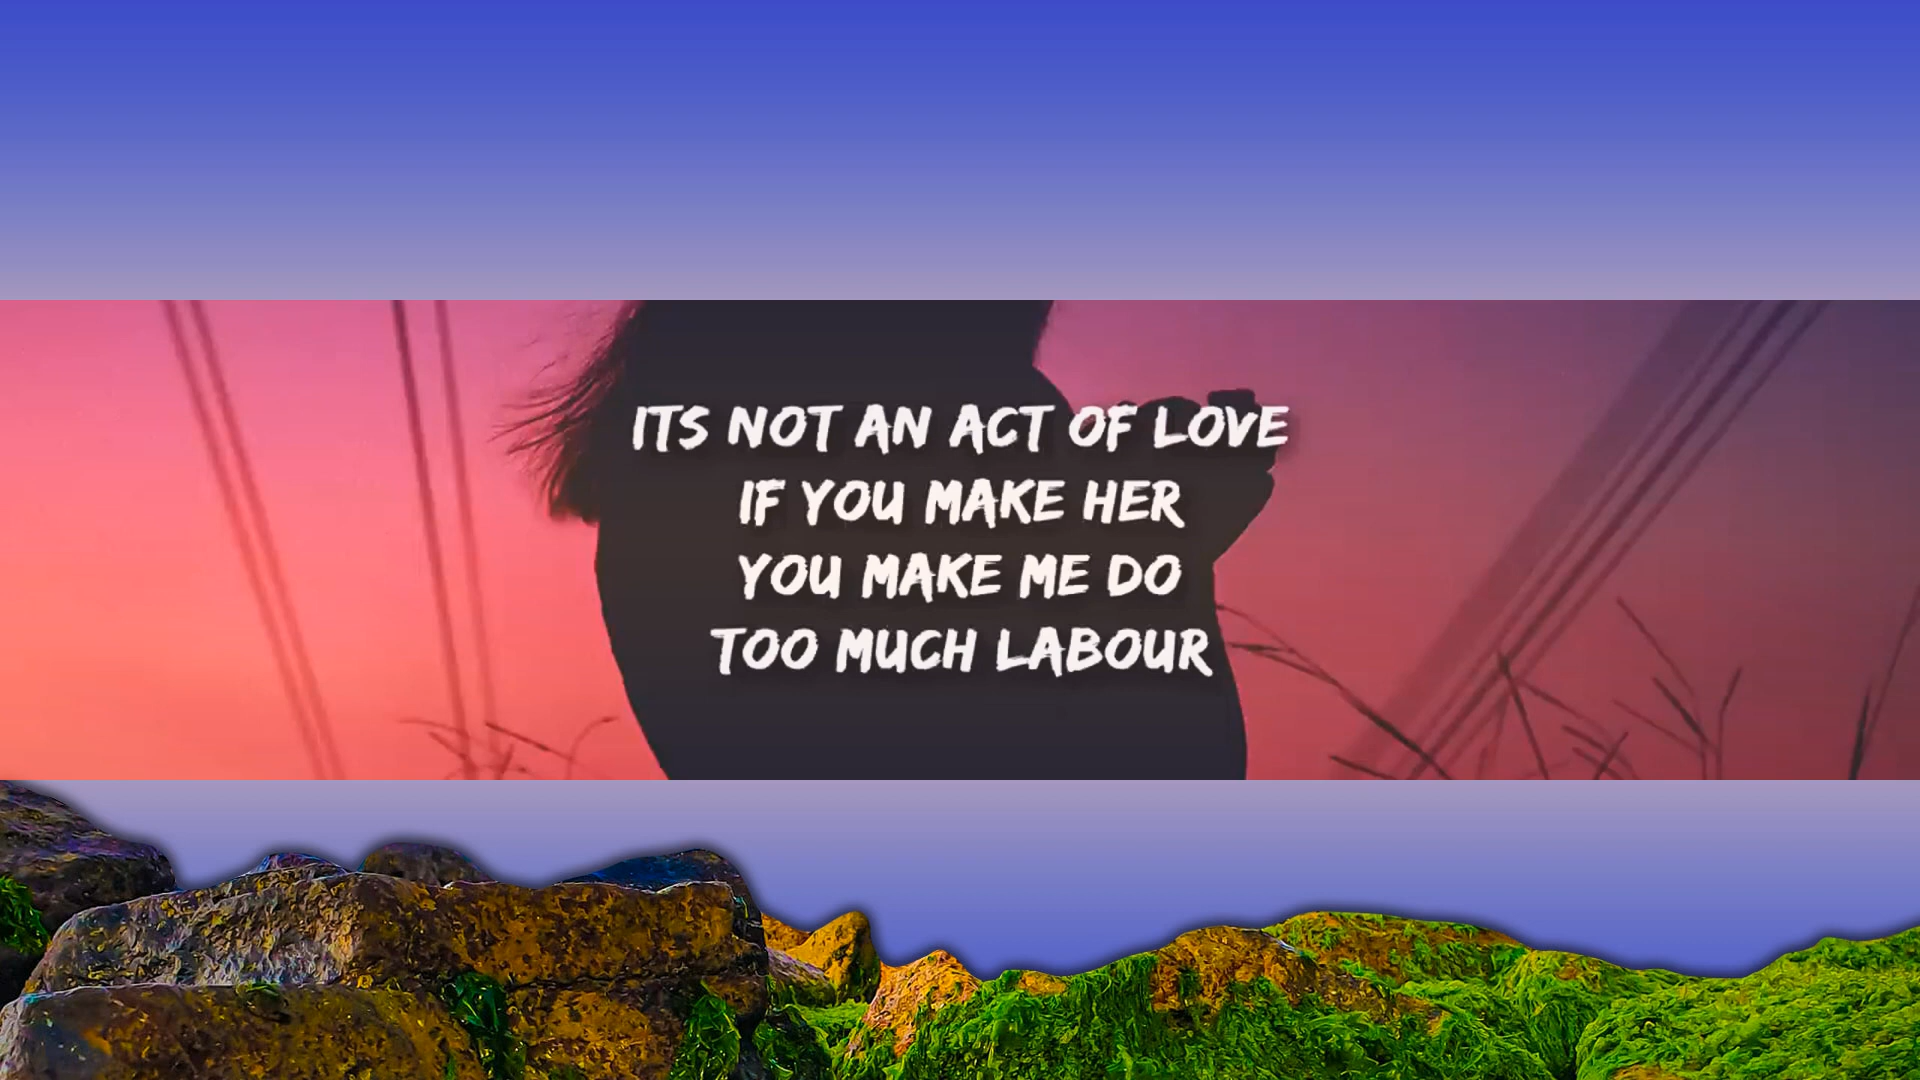 ITS NOT AN ACT OF LOVE
IF YOU MAKE HER
YOU MAKE ME DO
TOO MUCH LABOUR